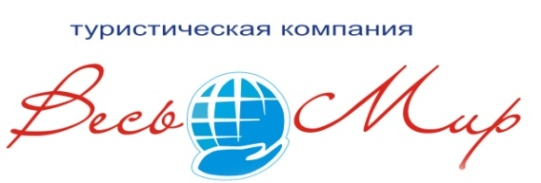 туристическая компания
Весь Мир